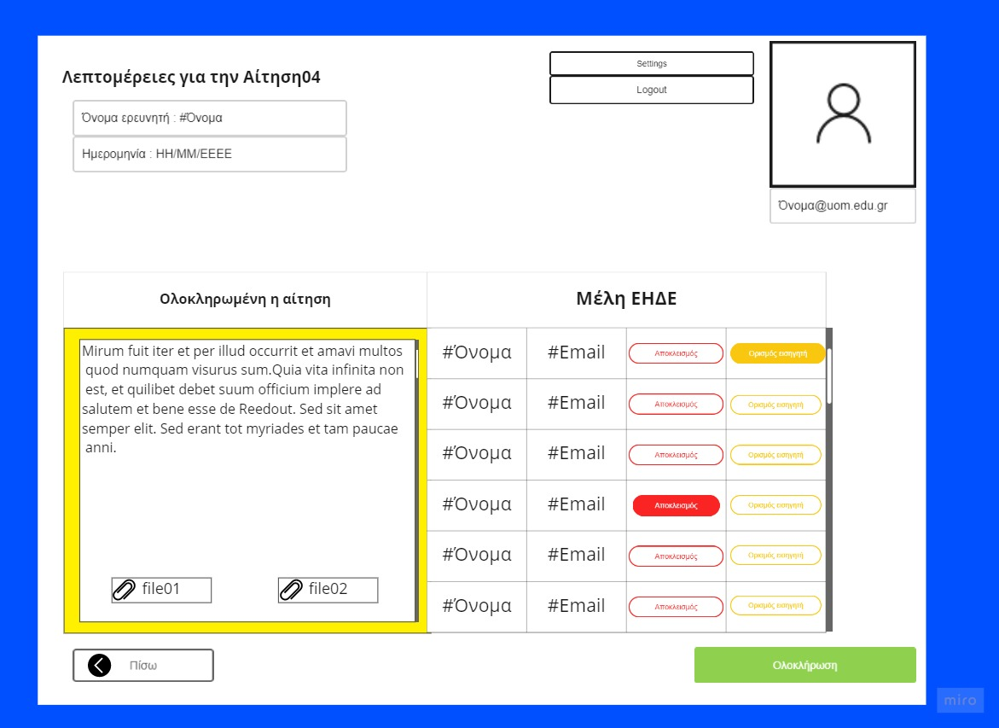 Λεπτομέρειες για την Αίτηση04
Settings
Logout
Όνομα ερευνητή : #Όνομα
Ημερομηνία : ΗΗ/ΜΜ/ΕΕΕΕ
Όνομα@uom.edu.gr
Ολοκληρωμένη η αίτηση
Μέλη ΕΗΔΕ
Mirum fuit iter et per illud occurrit et amavi multos
quod numquam visurus sum.Quia vita infinita non
est, et quilibet debet suum officium implere ad
salutem et bene esse de Reedout. Sed sit amet
semper elit. Sed erant tot myriades et tam paucae
anni.
file01
file02
#Όνομα #Email Αποκλεισμός Ορισμός εισηγητή
#Όνομα #Email Αποκλεισμός Ορισμός εισηγητή
#Όνομα #Email Αποκλεισμός Ορισμός εισηγητή
#Όνομα #Email Αποκλεισμός Ορισμός εισηγητή
#Όνομα #Email Αποκλεισμός Ορισμός εισηγητή
#Όνομα #Email Αποκλεισμός Ορισμός εισηγητή
Πίσω
Ολοκλήρωση
miro